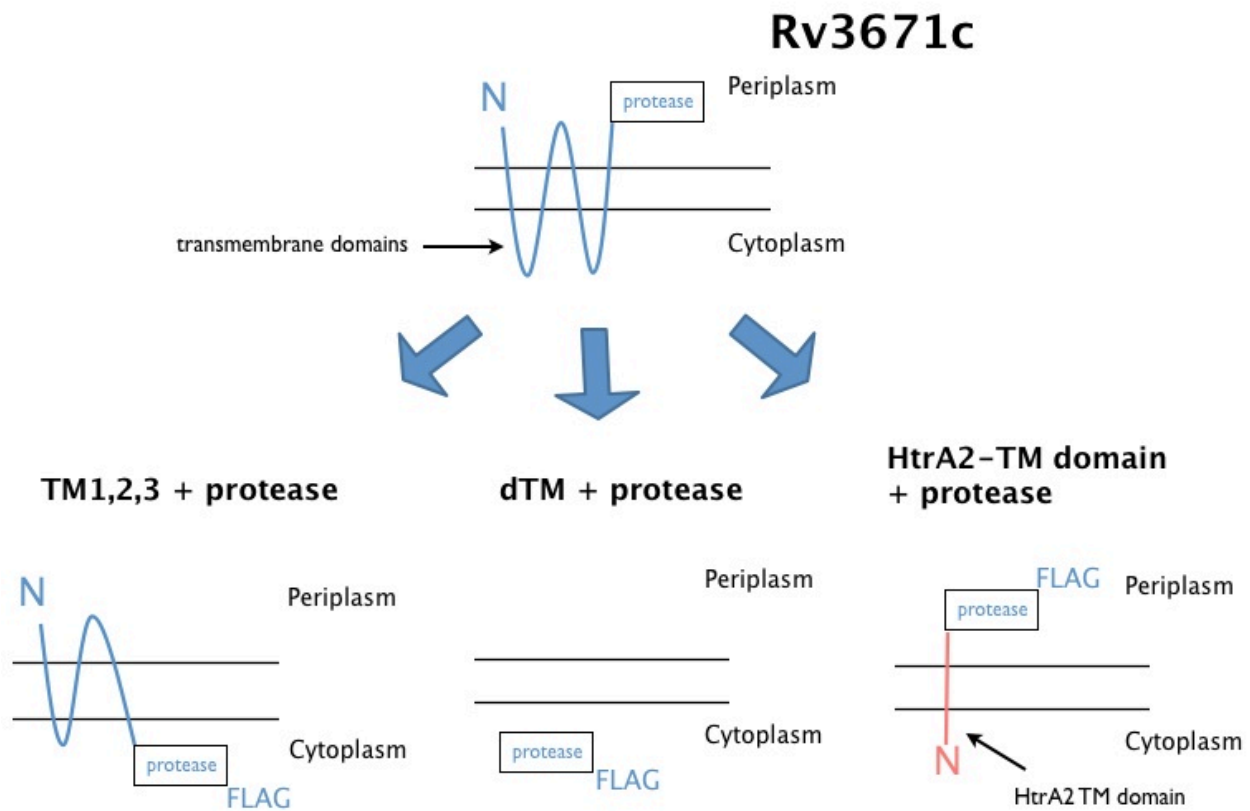 Rv3671c
N
protease
Periplasm
transmembrane domains
Cytoplasm
TM1,2,3 + protease
dTM + protease
HtrA2-TM domain
+ protease
N
Periplasm
Cytoplasm
protease
FLAG
Periplasm
Cytoplasm
protease
FLAG
FLAG
Periplasm
protease
Cytoplasm
N
HtrA2 TM domain